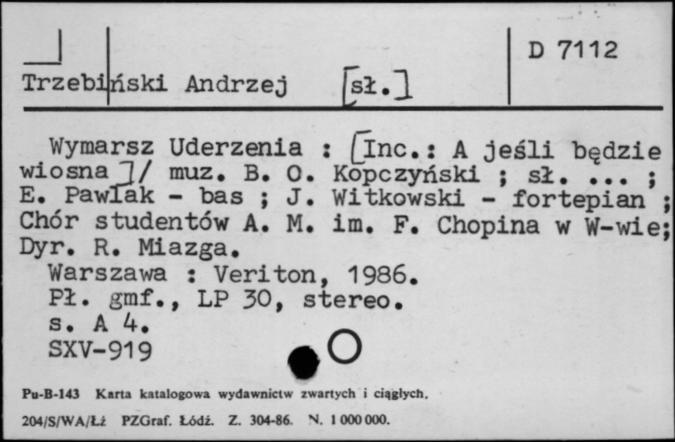 D 7112
Trzebiński Andrzej [sł.]
Wymarsz Uderzenia : [Inc.: A jeśli będzie
wiosna ]/ muz. B. O. Kopczyński ; sł. ... ;
E. Pawlak - bas ; J. Witkowski - fortepian ;
Chór studentów A. M. im. F. Chopina w W-wie;
Dyr. R. Miazga.
Warszawa : Veriton, 1986.
Pł. gmf., LP 30, stereo.
s. A 4.
SXV-919
Pu-B-143 Karta katalogowa wydawnictw zwartych i ciągłych.
204/S/WA/Łż PZGraf. Łódź. Z. 304-86. N. 1 000 000.